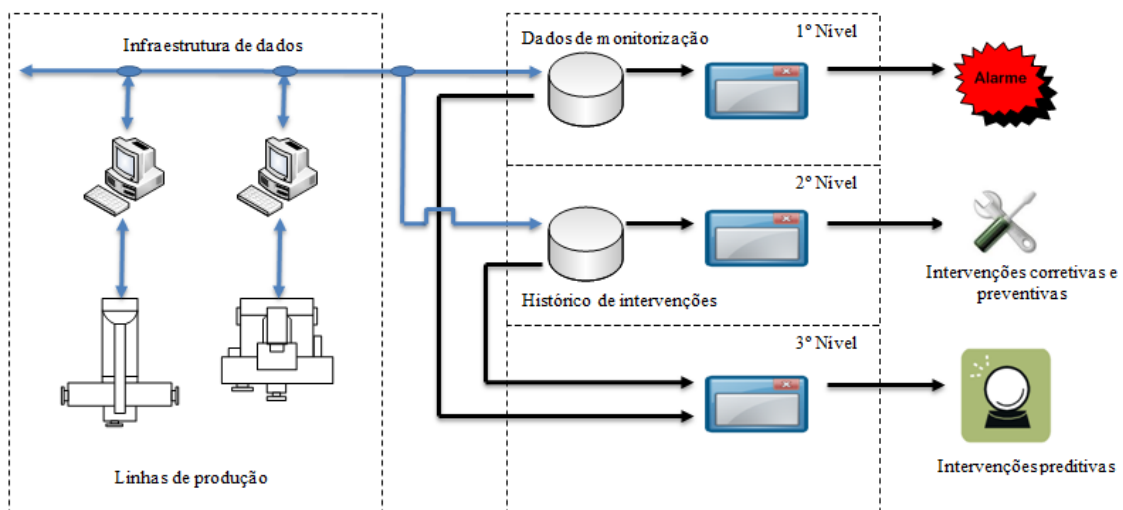 Infraestrutura de dados
Linhas de produção
Dados de monitorização
1º Nível
Alarme
2º Nível
Histórico de intervenções
Intervenções corretivas e
preventivas
3º Nível
Intervenções preditivas